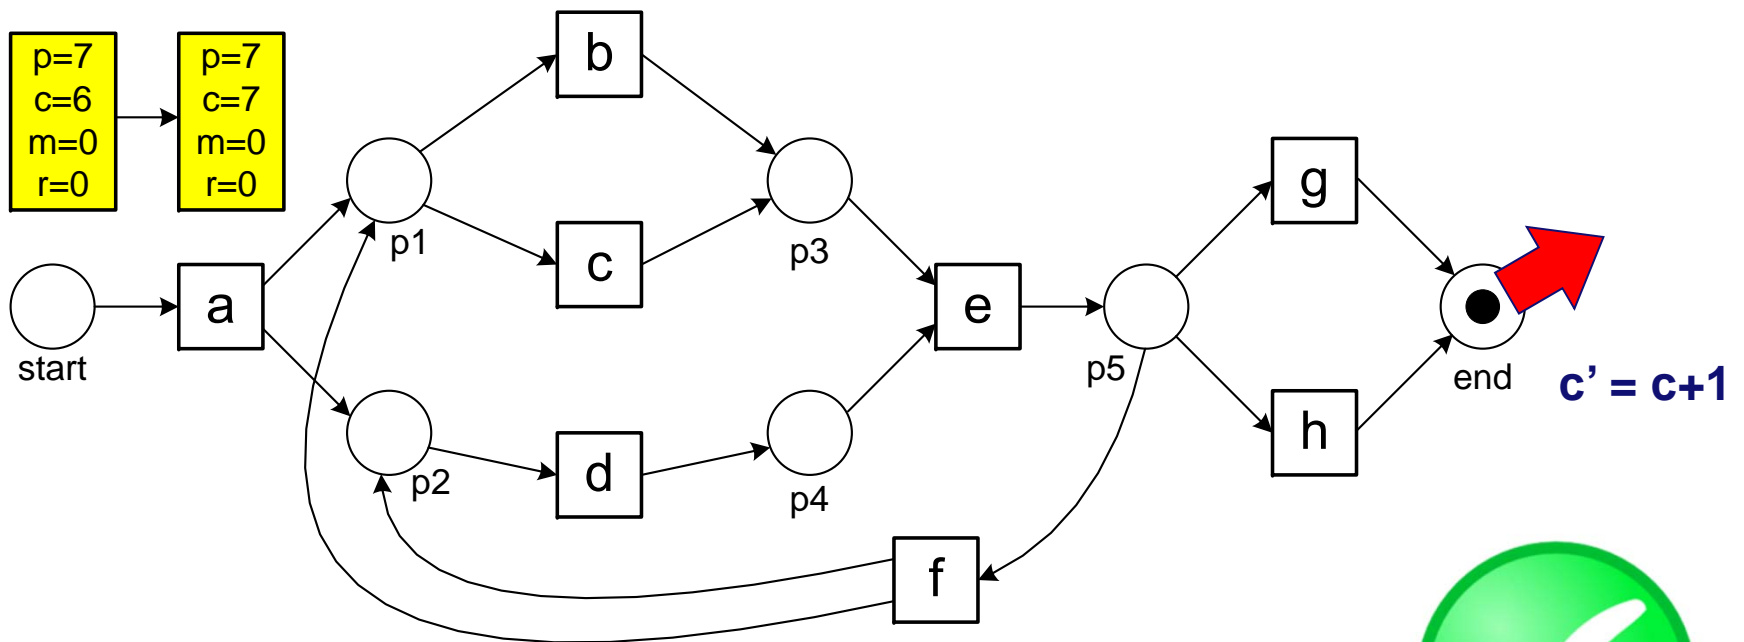 p=7
c=6
m=0
r=0
p=7
c=7
m=0
r=0
b
p1
c
p3
g
start
a
e
p5
end
c’ = c+1
p2
d
p4
h
f